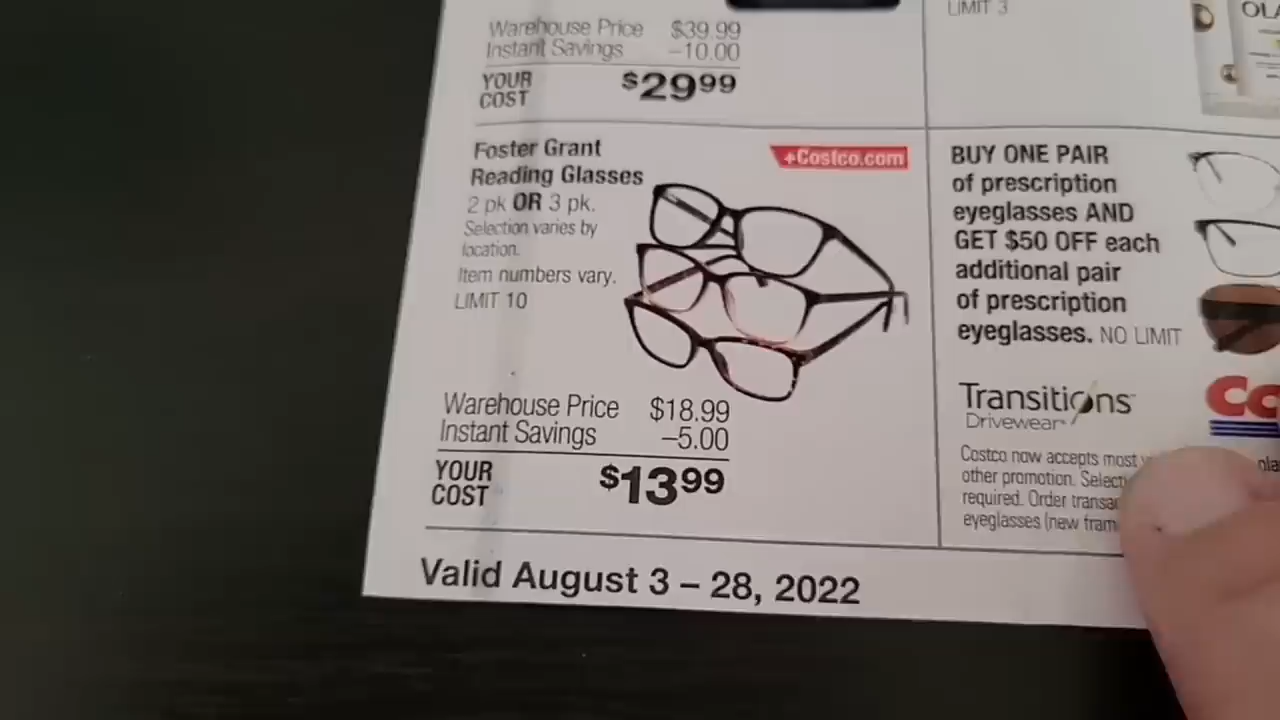 Warehouse Price $39.99
Instant Savings –10.00
YOUR COST $29.99
Foster Grant
Reading Glasses
2 pk OR 3 pk.
Selection varies by
location.
Item numbers vary.
LIMIT 10
+Costco.com
Warehouse Price $18.99
Instant Savings –5.00
YOUR COST $13.99
LIMIT 3
BUY ONE PAIR
of prescription
eyeglasses AND
GET $50 OFF each
additional pair
of prescription
eyeglasses. NO LIMIT
Transitions
Drivewear
Costco now accepts most
other promotion.
required. Order
eyeglasses (new
Valid August 3 – 28, 2022